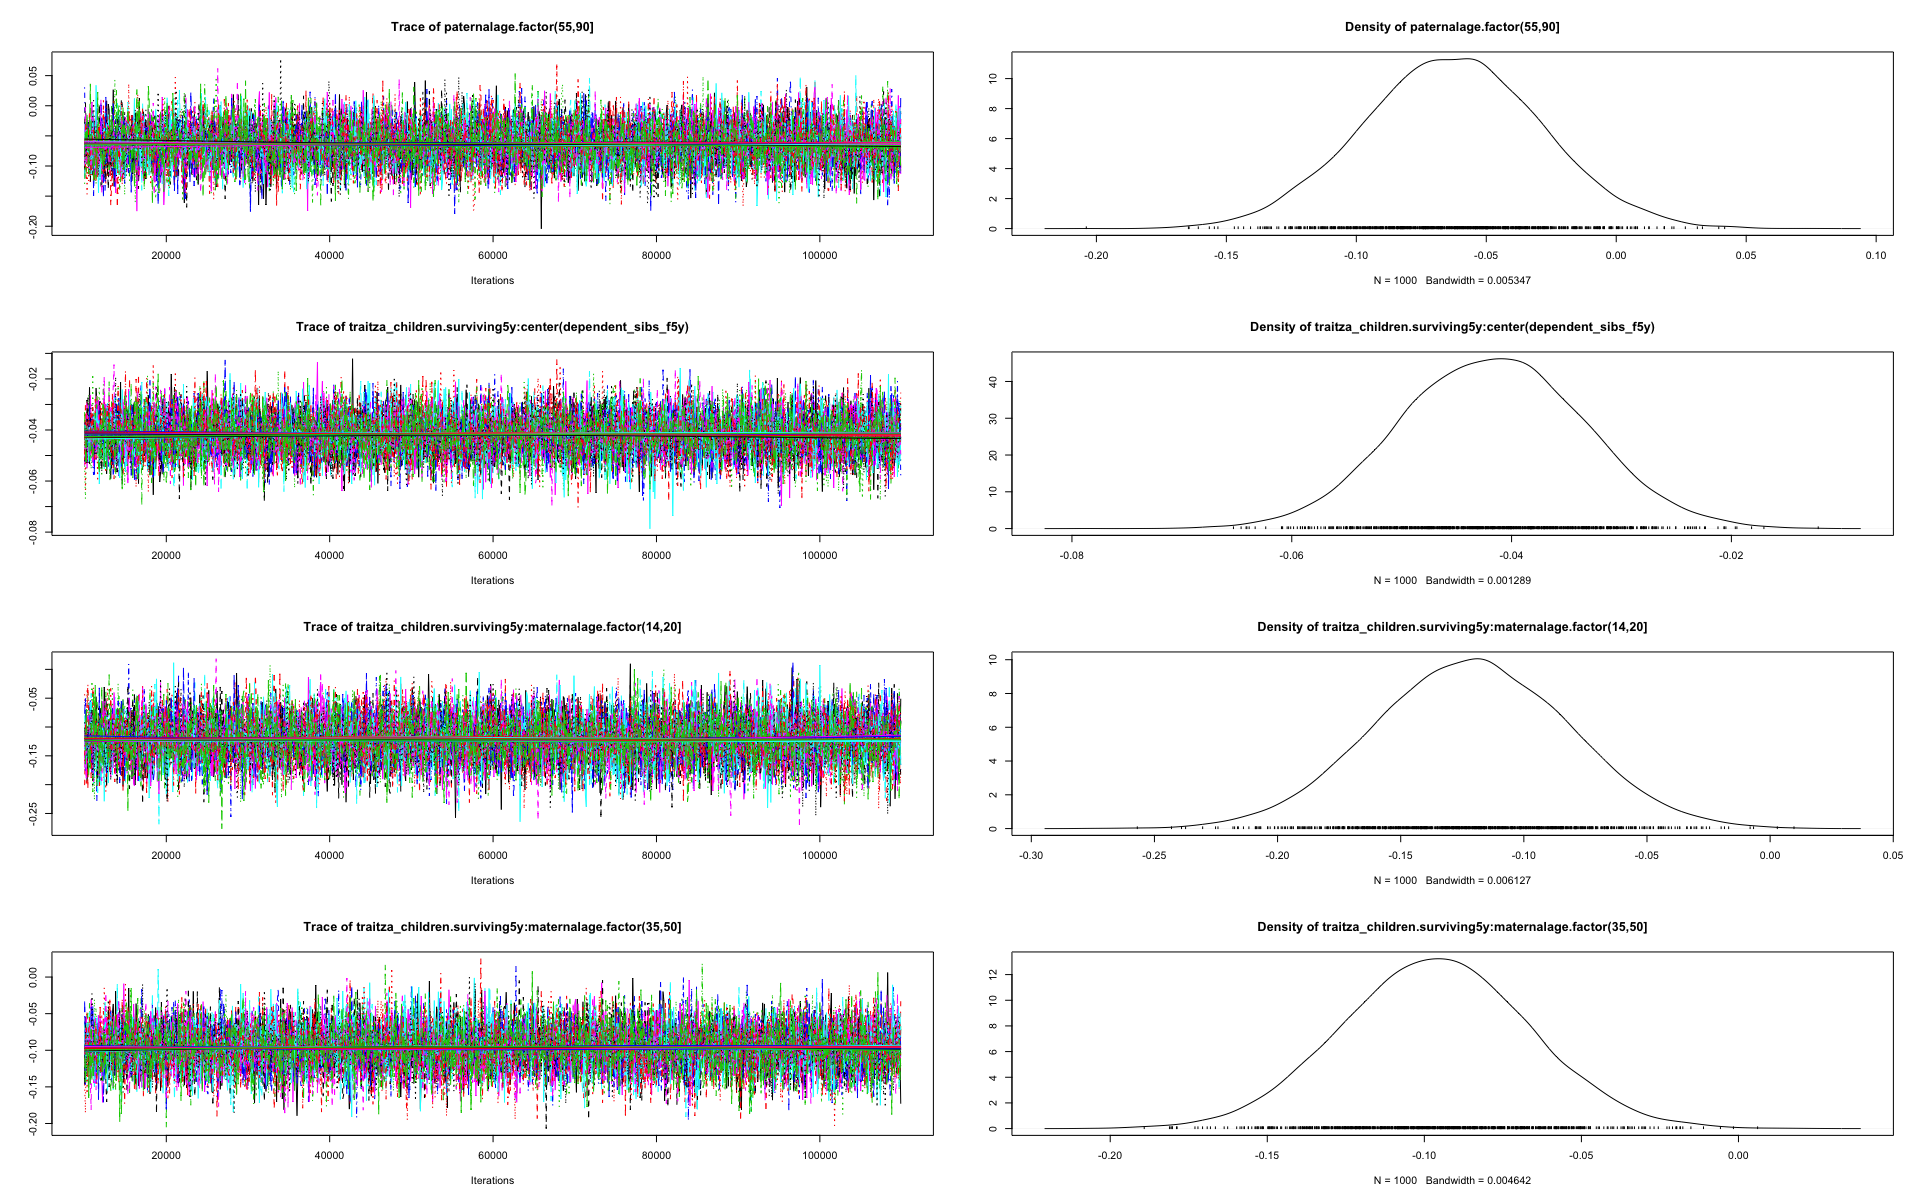 Trace of paternalage.factor(55,90]
0.05
0.00
-0.10
-0.20
20000 40000 60000 80000 100000
Iterations
Density of paternalage.factor(55,90]
10
8
6
4
2
0
-0.20 -0.15 -0.10 -0.05 0.00 0.05 0.10
N = 1000 Bandwidth = 0.005347
Trace of traitza_children.surviving5y:center(dependent_sibs_f5y)
-0.02
-0.04
-0.06
-0.08
20000 40000 60000 80000 100000
Iterations
Density of traitza_children.surviving5y:center(dependent_sibs_f5y)
40
30
20
10
0
-0.08 -0.06 -0.04 -0.02
N = 1000 Bandwidth = 0.001289
Trace of traitza_children.surviving5y:maternalage.factor(14,20]
-0.05
-0.15
-0.25
20000 40000 60000 80000 100000
Iterations
Density of traitza_children.surviving5y:maternalage.factor(14,20]
10
8
6
4
2
0
-0.30 -0.25 -0.20 -0.15 -0.10 -0.05 0.00 0.05
N = 1000 Bandwidth = 0.006127
Trace of traitza_children.surviving5y:maternalage.factor(35,50]
0.00
-0.05
-0.10
-0.15
-0.20
20000 40000 60000 80000 100000
Iterations
Density of traitza_children.surviving5y:maternalage.factor(35,50]
12
10
8
6
4
2
0
-0.20 -0.15 -0.10 -0.05 0.00
N = 1000 Bandwidth = 0.004642